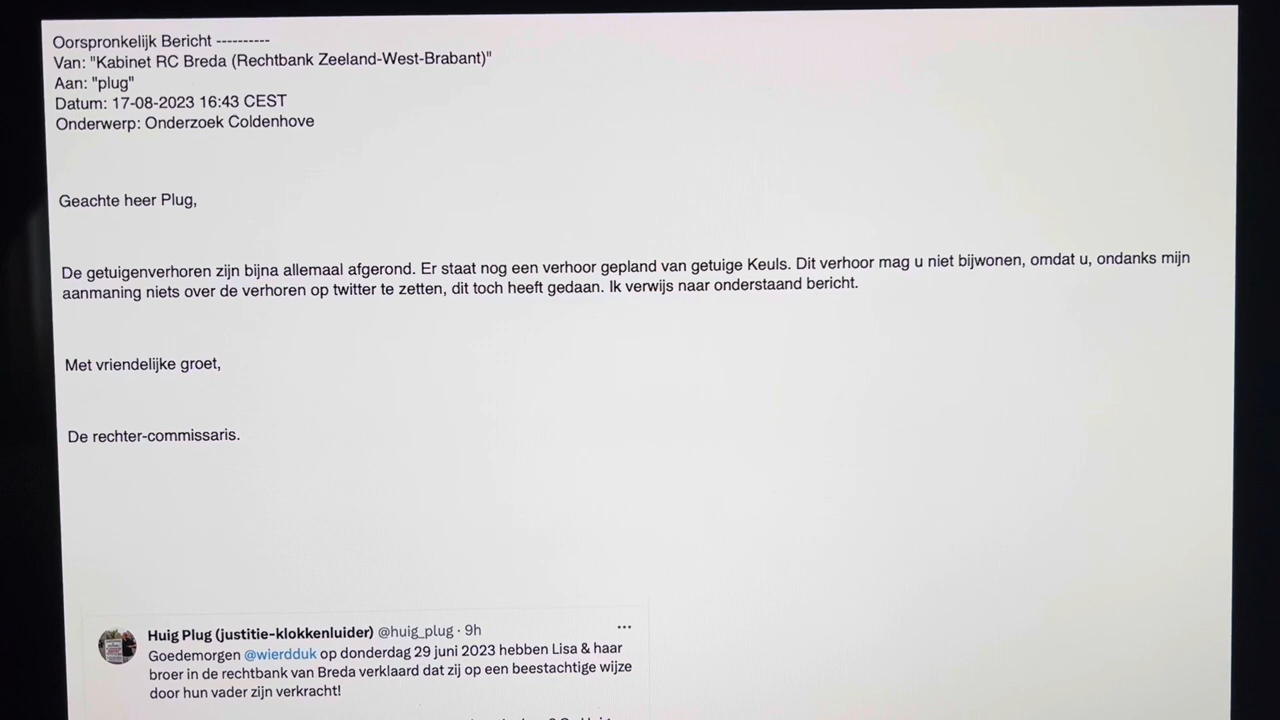 Oorspronkelijk Bericht ----------
Van: "Kabinet RC Breda (Rechtbank Zeeland-West-Brabant)"
Aan: "plug"
Datum: 17-08-2023 16:43 CEST
Onderwerp: Onderzoek Coldenhove
Geachte heer Plug,
De getuigenverhoren zijn bijna allemaal afgerond. Er staat nog een verhoor gepland van getuige Keuls. Dit verhoor mag u niet bijwonen, omdat u, ondanks mijn
aanmaning niets over de verhoren op twitter te zetten, dit toch heeft gedaan. Ik verwijs naar onderstaand bericht.
Met vriendelijke groet,
De rechter-commissaris.
Huig Plug (justitie-klokkenluider) @huig_plug · 9h ...
Goedemorgen @wierdduk op donderdag 29 juni 2023 hebben Lisa & haar
broer in de rechtbank van Breda verklaard dat zij op een beestachtige wijze
door hun vader zijn verkracht!